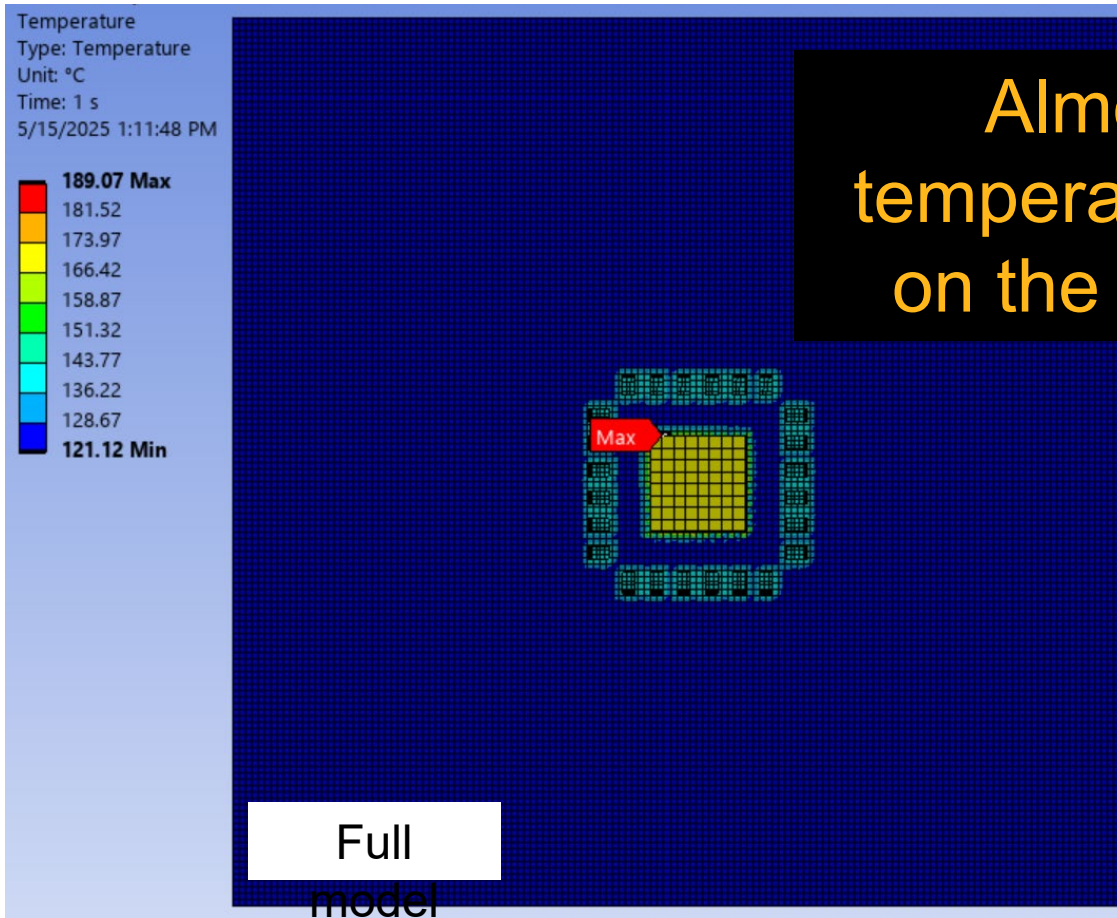 Temperature
Type: Temperature
Unit: °C
Time: 1 s
5/15/2025 1:11:48 PM
189.07 Max
181.52
173.97
166.42
158.87
151.32
143.77
136.22
128.67
121.12 Min
on the
Max
Full
model